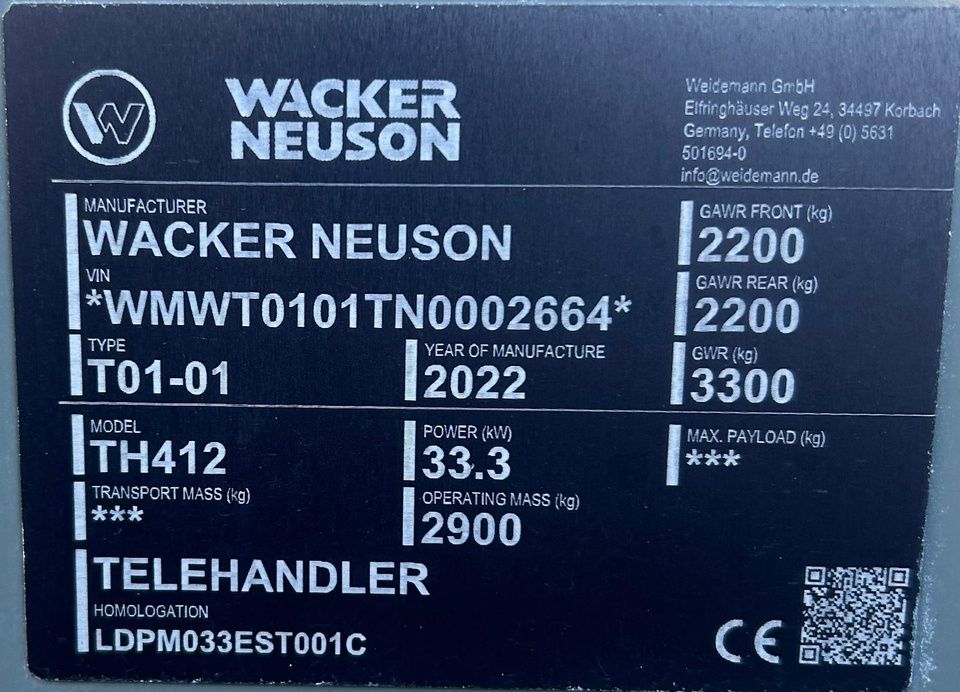 WACKER
NEUSON
Weidemann GmbH
Elfringhäuser Weg 24, 34497 Korbach
Germany, Telefon +49 (0) 5631
501694-0
info@weidemann.de
MANUFACTURER
WACKER NEUSON
VIN
*WMWT0101TN0002664*
TYPE
T01-01
YEAR OF MANUFACTURE
2022
GAWR FRONT (kg)
2200
GAWR REAR (kg)
2200
GWR (kg)
3300
MODEL
TH412
POWER (kW)
33.3
MAX. PAYLOAD (kg)
***
TRANSPORT MASS (kg)
***
OPERATING MASS (kg)
2900
TELEHANDLER
HOMOLOGATION
LDPM033EST001C
CE